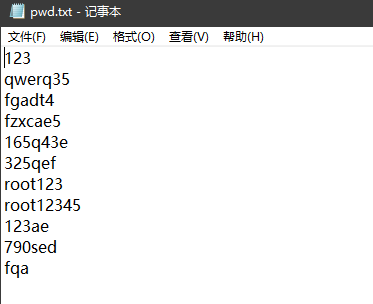 pwd.txt - 记事本
文件(F) 编辑(E) 格式(O) 查看(V) 帮助(H)
123
qwerq35
fgadt4
fzxcae5
165q43e
325qef
root123
root12345
123ae
790sed
fqa